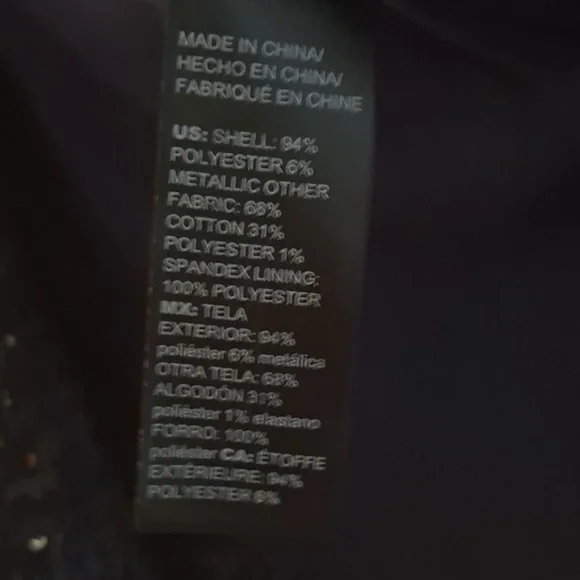 MADE IN CHINA/
HECHO EN CHINA/
FABRIQUÉ EN CHINE
US: SHELL: 94%
POLYESTER 6%
METALLIC OTHER
FABRIC: 68%
COTTON 31%
POLYESTER 1%
SPANDEX LINING:
100% POLYESTER
MX: TELA
EXTERIOR: 94%
poliéster 6% metálica
OTRA TELA: 68%
ALGODÓN 31%
poliéster 1% elastano
FORRO: 100%
poliéster CA: ÉTOFFE
EXTÉRIEURE: 94%
POLYESTER 6%